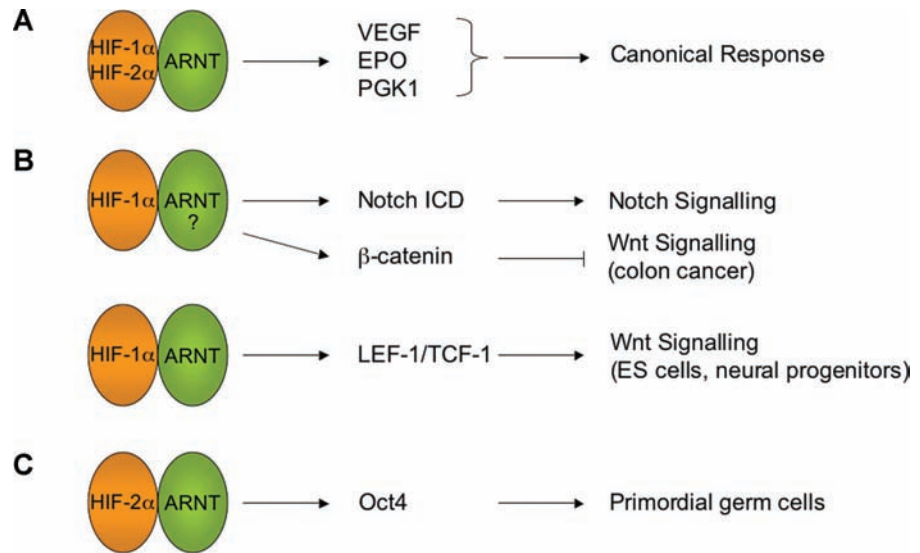 A
HIF-1α
HIF-2α
ARNT
VEGF
EPO
PGK1
Canonical Response
B
HIF-1α
ARNT
?
Notch ICD
Notch Signalling
β-catenin
Wnt Signalling
(colon cancer)
HIF-1α
ARNT
LEF-1/TCF-1
Wnt Signalling
(ES cells, neural progenitors)
C
HIF-2α
ARNT
Oct4
Primordial germ cells